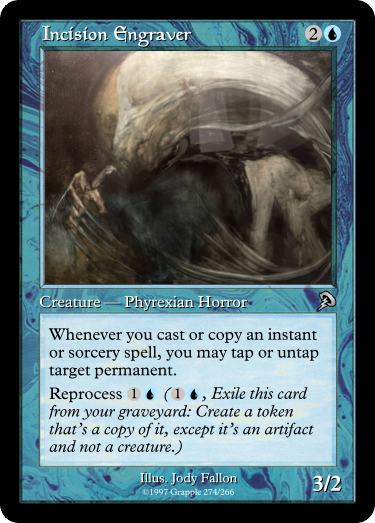 Incision Engraver 2
Creature — Phyrexian Horror
Whenever you cast or copy an instant
or sorcery spell, you may tap or untap
target permanent.
Reprocess 1 (1, Exile this card
from your graveyard: Create a token
that's a copy of it, except it's an artifact
and not a creature.)
Illus. Jody Fallon
©1997 Grapple 274/266
3/2